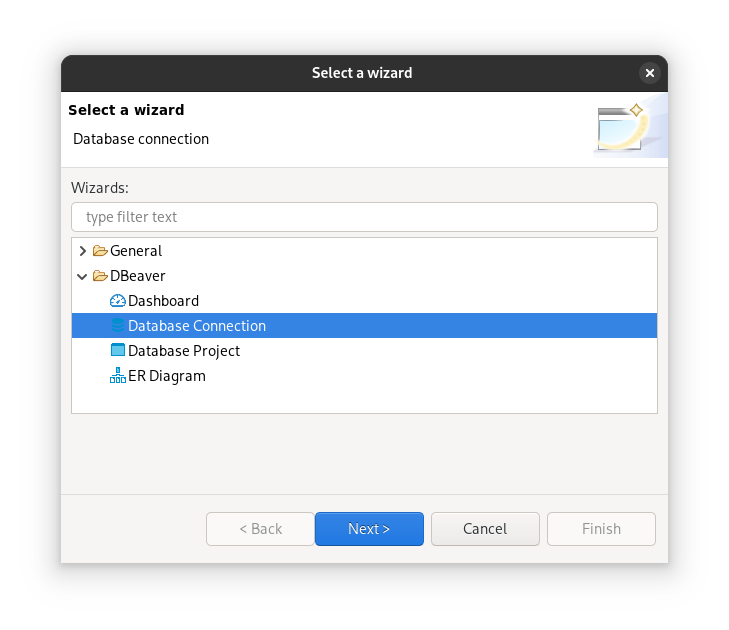 Select a wizard
Select a wizard
Database connection
Wizards:
type filter text
General
DBeaver
Dashboard
Database Connection
Database Project
ER Diagram
< Back Next > Cancel Finish